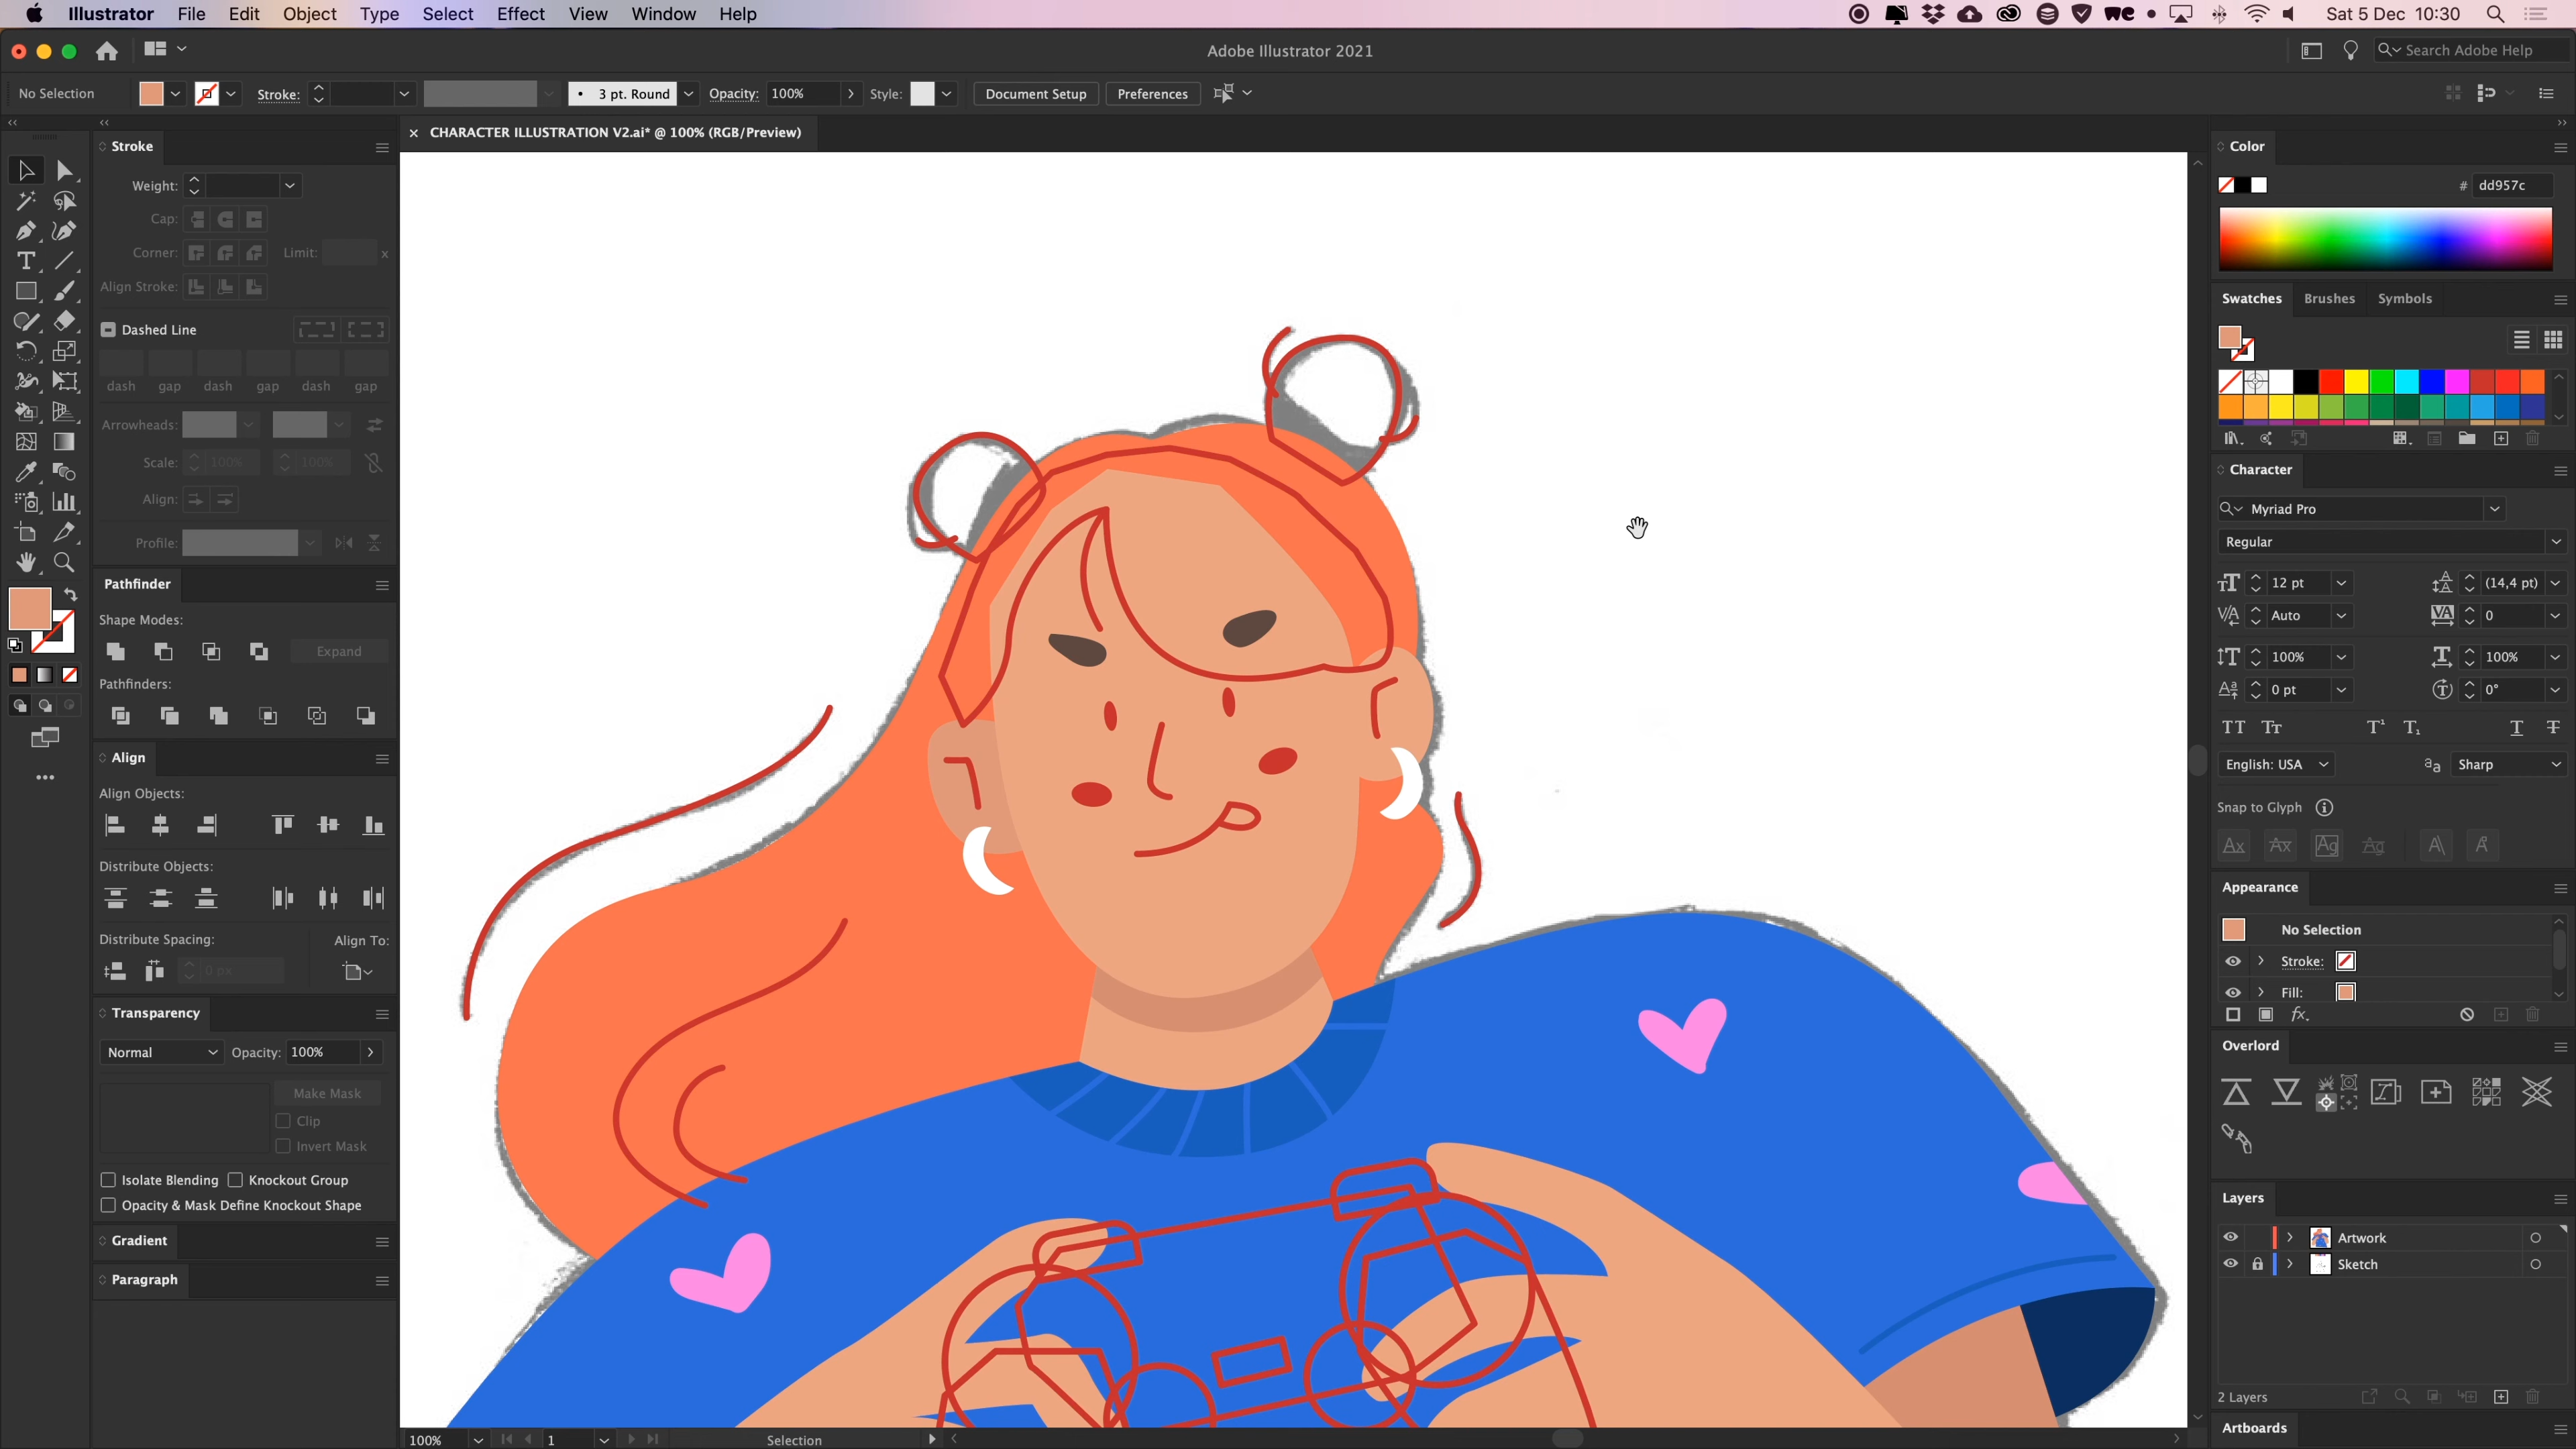 Illustrator File Edit Object Type Select Effect View Window Help
Sat 5 Dec 10:30
Adobe Illustrator 2021
Search Adobe Help
No Selection
Stroke:
3 pt. Round
Opacity: 100%
Style:
Document Setup
Preferences
× CHARACTER ILLUSTRATION V2.ai* @ 100% (RGB/Preview)
Stroke
Weight:
Cap:
Corner:
Limit:
x
Align Stroke:
Dashed Line
dash gap dash gap dash gap
Arrowheads:
Scale: 100% 100%
Align:
Profile:
Pathfinder
Shape Modes:
Expand
Pathfinders:
Align
Align Objects:
Distribute Objects:
Distribute Spacing:
Align To:
0 px
Transparency
Normal
Opacity: 100%
Make Mask
Clip
Invert Mask
Isolate Blending
Knockout Group
Opacity & Mask Define Knockout Shape
Gradient
Paragraph
100%
1
Selection
Color
# dd957c
Swatches Brushes Symbols
Character
Myriad Pro
Regular
12 pt
(14,4 pt)
Auto
0
100%
100%
0 pt
0°
English: USA
Sharp
Snap to Glyph
Appearance
No Selection
Stroke:
Fill:
fx.
Overlord
Layers
Artwork
Sketch
2 Layers
Artboards